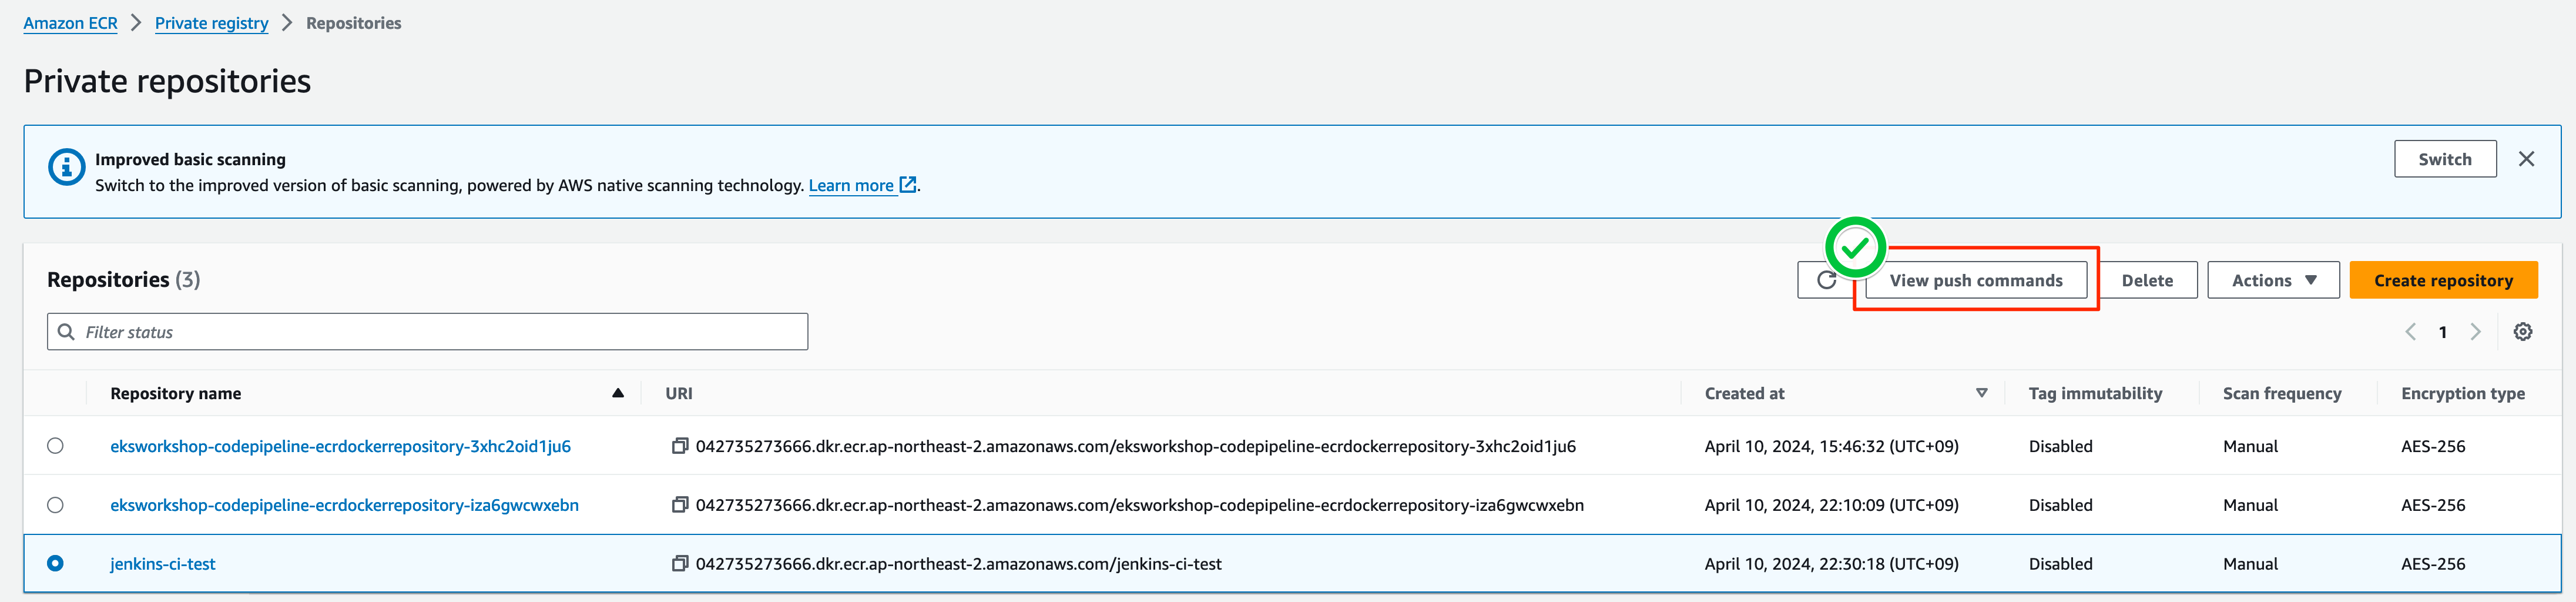 Amazon ECR > Private registry > Repositories
Private repositories
Improved basic scanning
Switch to the improved version of basic scanning, powered by AWS native scanning technology. Learn more.
Switch
Repositories (3)
View push commands
Delete
Actions
Create repository
Filter status
1
Repository name URI Created at Tag immutability Scan frequency Encryption type
eksworkshop-codepipeline-ecrdockerrepository-3xhc2oid1ju6 042735273666.dkr.ecr.ap-northeast-2.amazonaws.com/eksworkshop-codepipeline-ecrdockerrepository-3xhc2oid1ju6 April 10, 2024, 15:46:32 (UTC+09) Disabled Manual AES-256
eksworkshop-codepipeline-ecrdockerrepository-iza6gwcwxebn 042735273666.dkr.ecr.ap-northeast-2.amazonaws.com/eksworkshop-codepipeline-ecrdockerrepository-iza6gwcwxebn April 10, 2024, 22:10:09 (UTC+09) Disabled Manual AES-256
jenkins-ci-test 042735273666.dkr.ecr.ap-northeast-2.amazonaws.com/jenkins-ci-test April 10, 2024, 22:30:18 (UTC+09) Disabled Manual AES-256